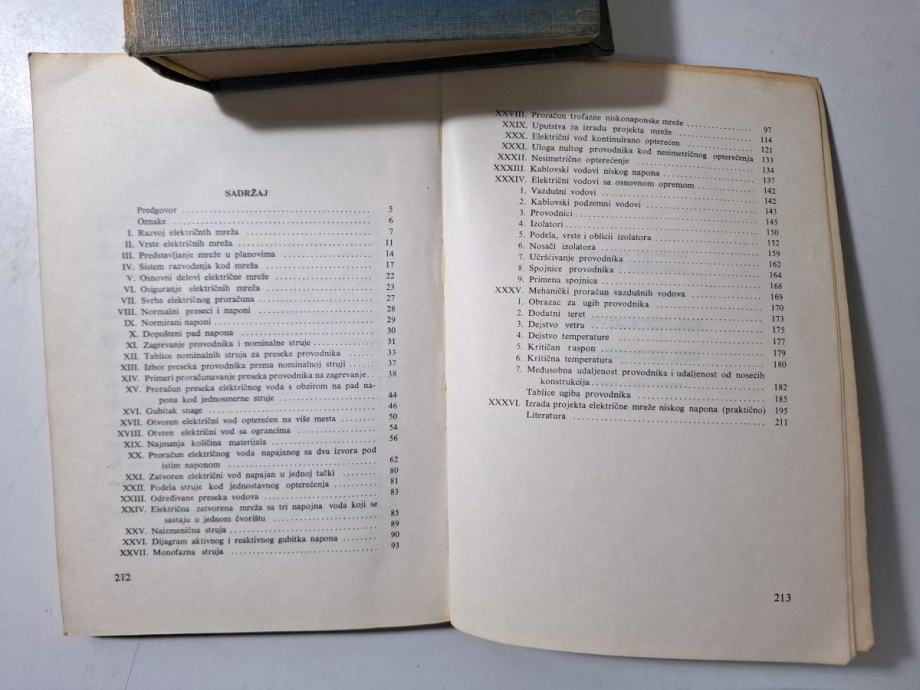 SADRŽAJ
Predgovor 5
Oznake 6
I. Razvoj električnth mreža 7
II. Vrste električnih mreža 11
III. Predstavljanje mreže u planovima 14
IV. Sistem razvođenja kod mreža 17
V. Osnovni delovi električne mreže 22
VI. Osiguranje električnih mreža 23
VII. Svrha električnog proračuna 27
VIII. Normalni preseci i naponi 28
IX. Normirani naponi 29
X. Dopušteni pad napona 30
XI. Zagrevanje provodnika i nominalne struje 31
XII. Tablice nominalnih struja za preseke provodnika 33
XIII. Izbor preseka provodnika prema nominalnoj struji 37
XIV. Primeri proračunavanje preseka provodnika na zagrevanje 38
XV. Proračun preseka električnog voda s obzirom na pad na-
pona kod jednosmerne struje 44
XVI. Gubitak snage 46
XVII. Otvoren električni vod opterećen na više mesta 50
XVIII. Otvren električni vod sa ograncima 54
XIX. Najmanja količina materijala 56
XX. Proračun električnog voda napajanog sa dva izvora pod
istim naponom 62
XXI. Zatvoren električni vod napajan u jednoj tački 80
XXII. Podela struje kod jednostavnog opterećenja 81
XXIII. Određivane preseka vodova 83
XXIV. Električna zatvorena mreža sa tri napojna voda koji se
sastaju u jednom čvorištu 85
XXV. Naizmenična struja 89
XXVI. Dijagram aktivnog i reaktivnog gubitka napona 90
XXVII. Monofazna struja 93
212
XXVIII. Proračun trofazne niskonaponske mreže 97
XXIX. Uputstva za izradu projekta mreže 114
XXX. Električni vod kontinuirano opterećen 121
XXXI. Uloga nultog provodnika kod nesimetričnog opterećenja 133
XXXII. Nesimetrično opterećenje 134
XXXIII. Kablovski vodovi niskog napona 137
XXXIV. Električni vodovi sa osnovnom opremom 142
1. Vazdušni vodovi 142
2. Kablovski podzemni vodovi 143
3. Provodnici 145
4. Izolatori 150
5. Podela, vrste i oblicii izolatora 152
6. Nosači izolatora 159
7. Učršćivanje provodnika 162
8. Spojnice provodnika 164
9. Primena spojnica 168
XXXV. Mehanički proračun vazdušnih vodova 169
1. Obrazac za ugib provodnika 170
2. Dodatni teret 173
3. Dejstvo vetra 175
4. Dejstvo temperature 177
5. Kritičan raspon 179
6. Kritična temperatura 180
7. Međusobna udaljenost provodnika i udaljenost od nosećih
konstrukcija 182
Tablice ugiba provodnika 185
XXXVI. Izrada projekta električne mreže niskog napona (praktično) 195
Literatura 211
213